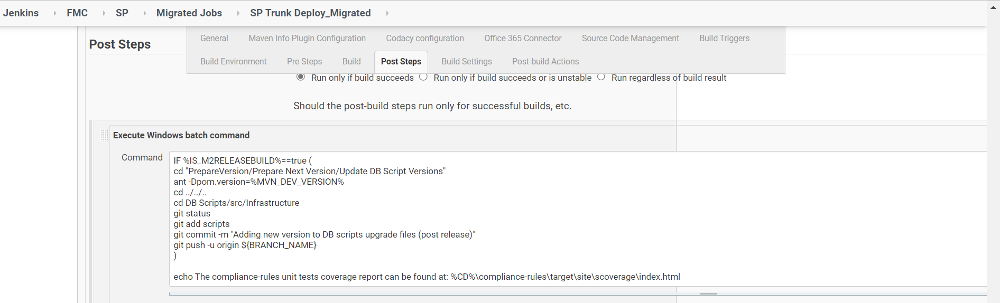 Jenkins FMC SP Migrated Jobs SP Trunk Deploy_Migrated
Post Steps
General Maven Info Plugin Configuration Codacy configuration Office 365 Connector Source Code Management Build Triggers
Build Environment Pre Steps Build Post Steps Build Settings Post-build Actions
Run only if build succeeds Run only if build succeeds or is unstable Run regardless of build result
Should the post-build steps run only for successful builds, etc.
Execute Windows batch command
Command
IF %IS_M2RELEASEBUILD%==true (
cd "PrepareVersion/Prepare Next Version/Update DB Script Versions"
ant -Dpom.version=%MVN_DEV_VERSION%
cd ../../..
cd DB Scripts/src/Infrastructure
git status
git add scripts
git commit -m "Adding new version to DB scripts upgrade files (post release)"
git push -u origin ${BRANCH_NAME}
)
echo The compliance-rules unit tests coverage report can be found at: %CD%\compliance-rules\target\site\scoverage\index.html